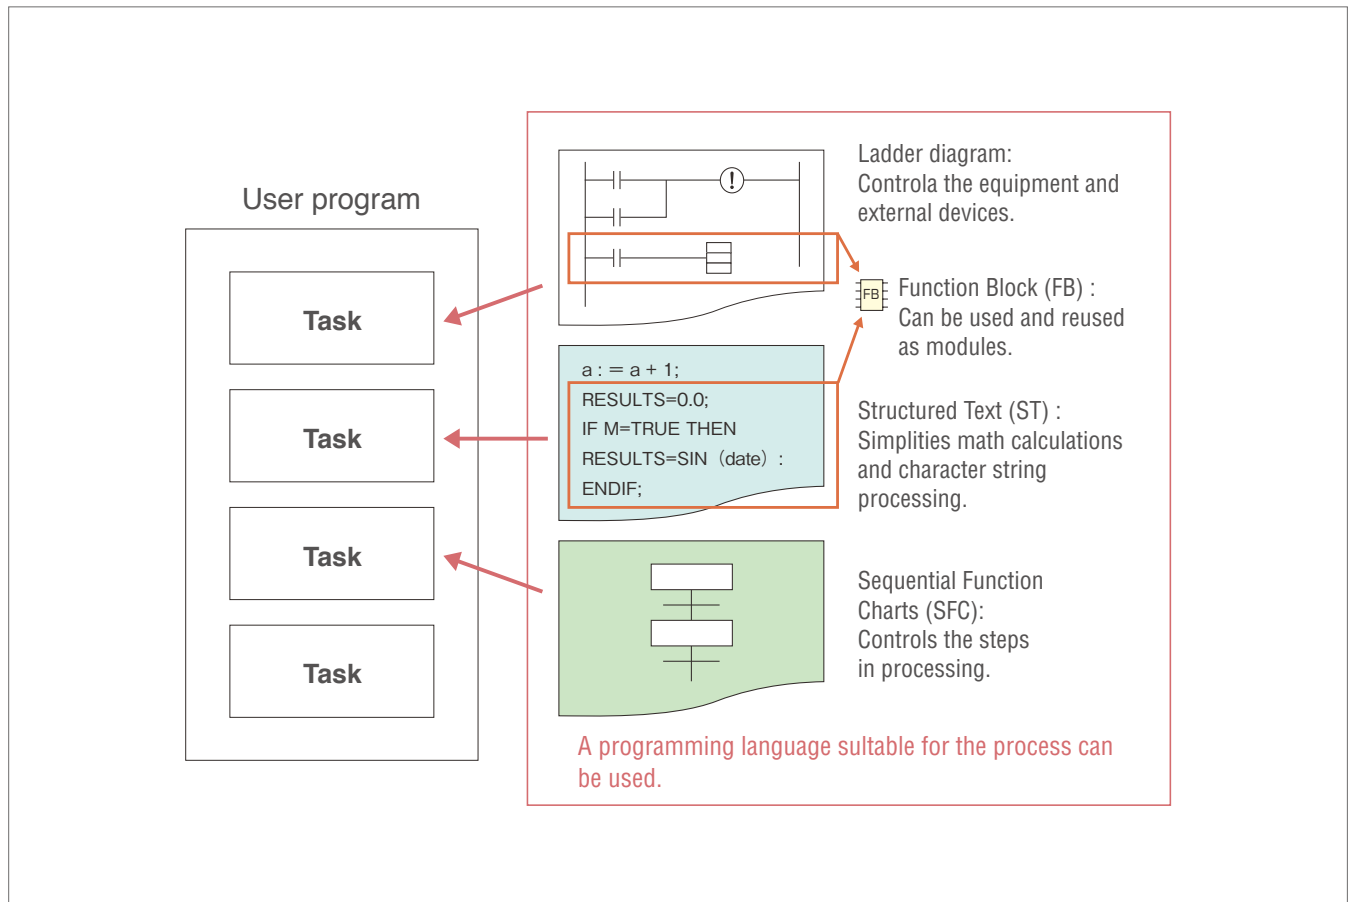 User program
Task
Task
Task
Task
Ladder diagram:
Controla the equipment and
external devices.
FB
Function Block (FB) :
Can be used and reused
as modules.
a : = a + 1;
RESULTS=0.0;
IF M=TRUE THEN
RESULTS=SIN（date）:
ENDIF;
Structured Text (ST) :
Simplities math calculations
and character string
processing.
Sequential Function
Charts (SFC):
Controls the steps
in processing.
A programming language sultable for the process can
be used.